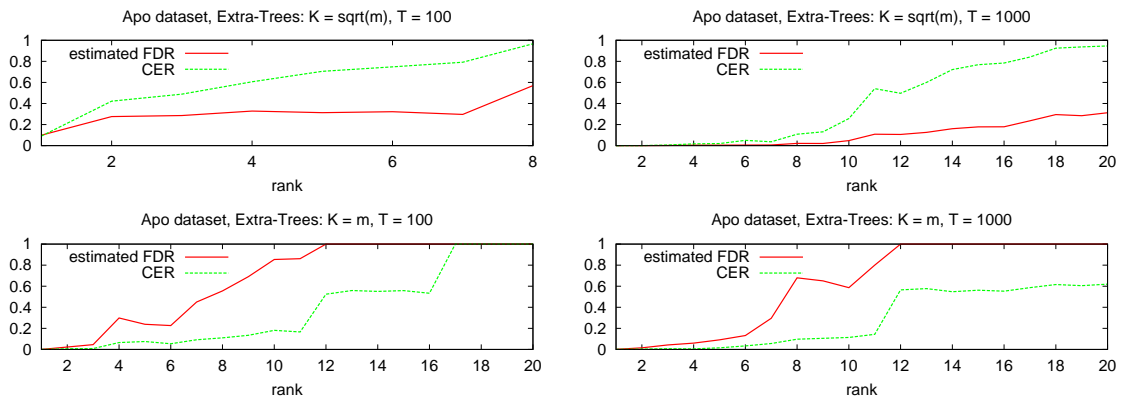 Apo dataset, Extra-Trees: K = sqrt(m), T = 100
1
0.8
0.6
0.4
0.2
0
estimated FDR
CER
2 4 6 8
rank
Apo dataset, Extra-Trees: K = sqrt(m), T = 1000
1
0.8
0.6
0.4
0.2
0
estimated FDR
CER
2 4 6 8 10 12 14 16 18 20
rank
Apo dataset, Extra-Trees: K = m, T = 100
1
0.8
0.6
0.4
0.2
0
estimated FDR
CER
2 4 6 8 10 12 14 16 18 20
rank
Apo dataset, Extra-Trees: K = m, T = 1000
1
0.8
0.6
0.4
0.2
0
estimated FDR
CER
2 4 6 8 10 12 14 16 18 20
rank